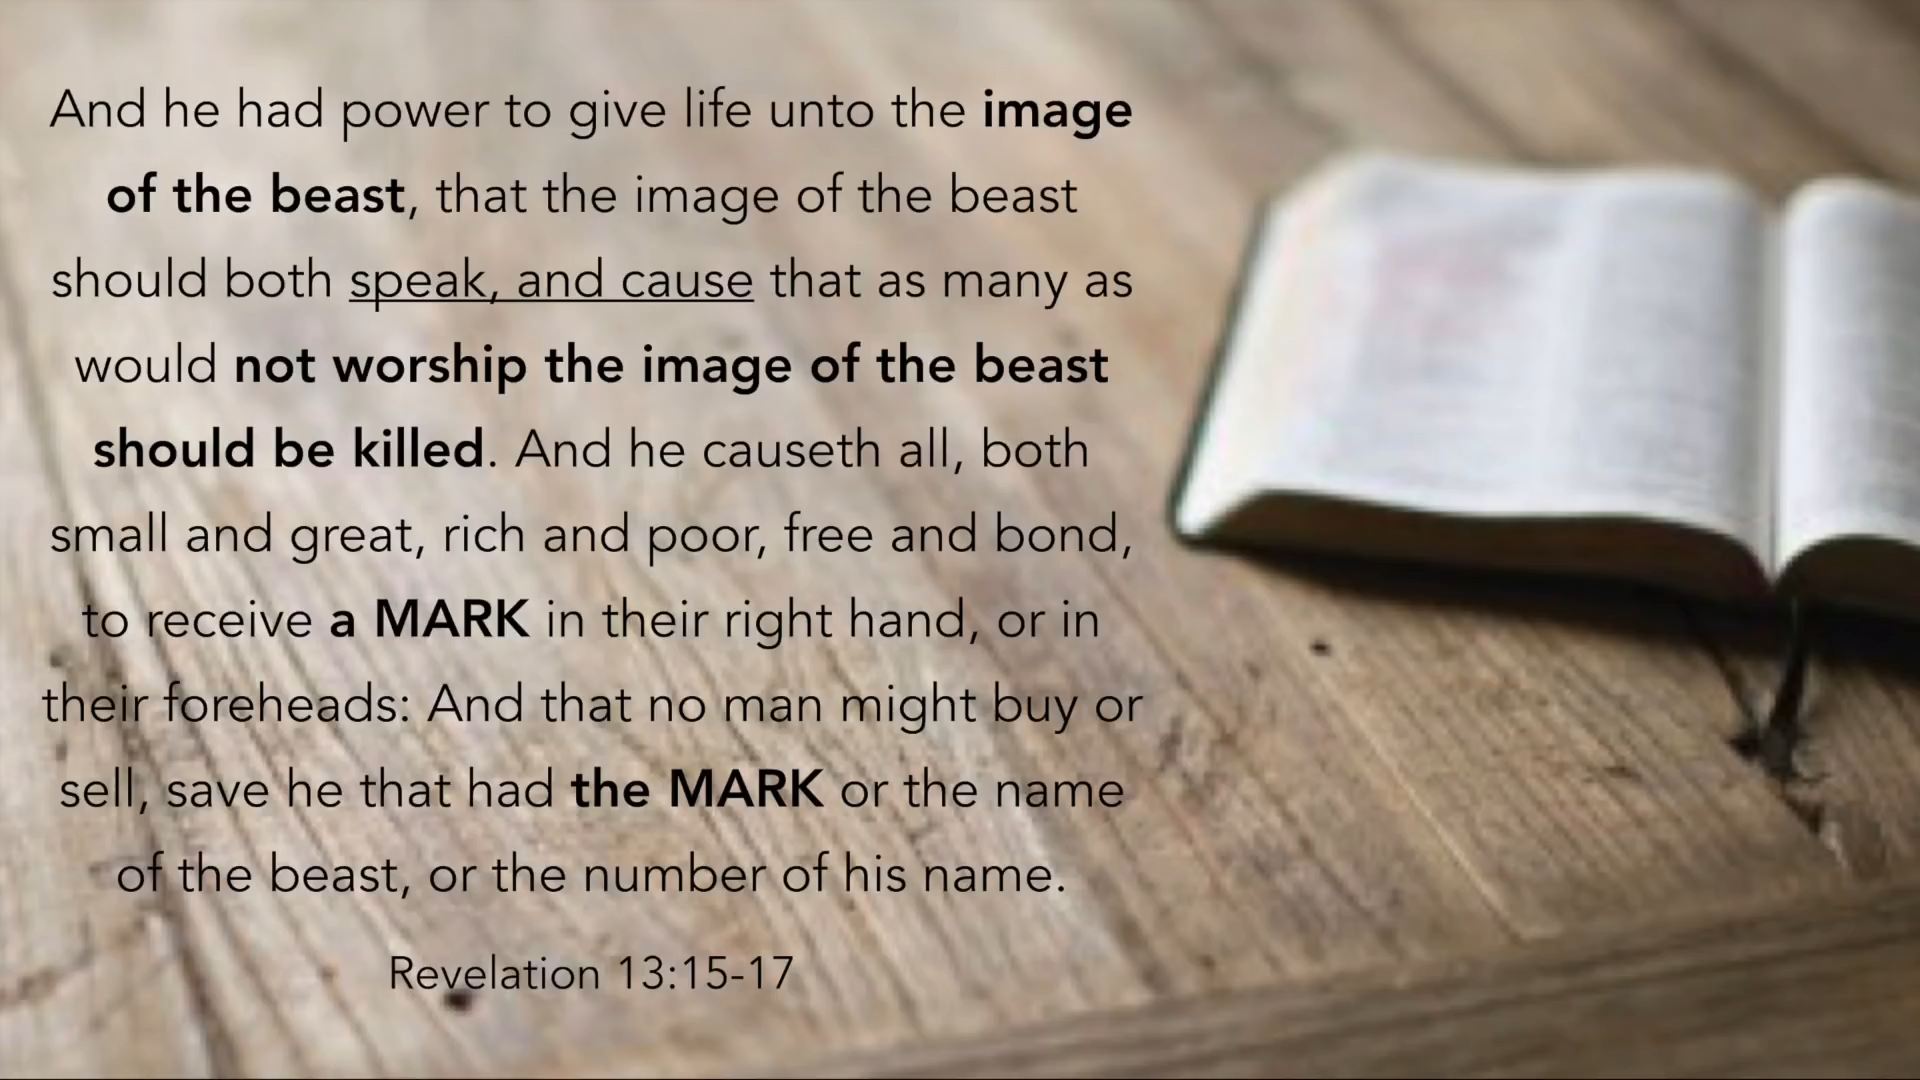 And he had power to give life unto the image
of the beast, that the image of the beast
should both speak, and cause that as many as
would not worship the image of the beast
should be killed. And he causeth all, both
small and great, rich and poor, free and bond,
to receive a MARK in their right hand, or in
their foreheads: And that no man might buy or
sell, save he that had the MARK or the name
of the beast, or the number of his name.
Revelation 13:15-17